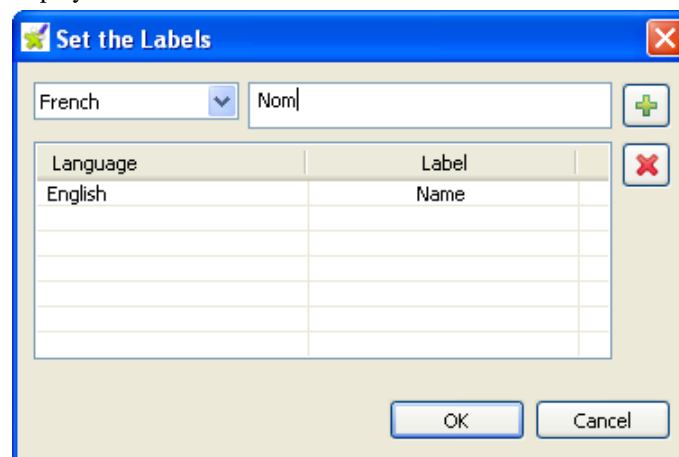 Set the Labels
French Nom
Language Label
English Name
OK Cancel